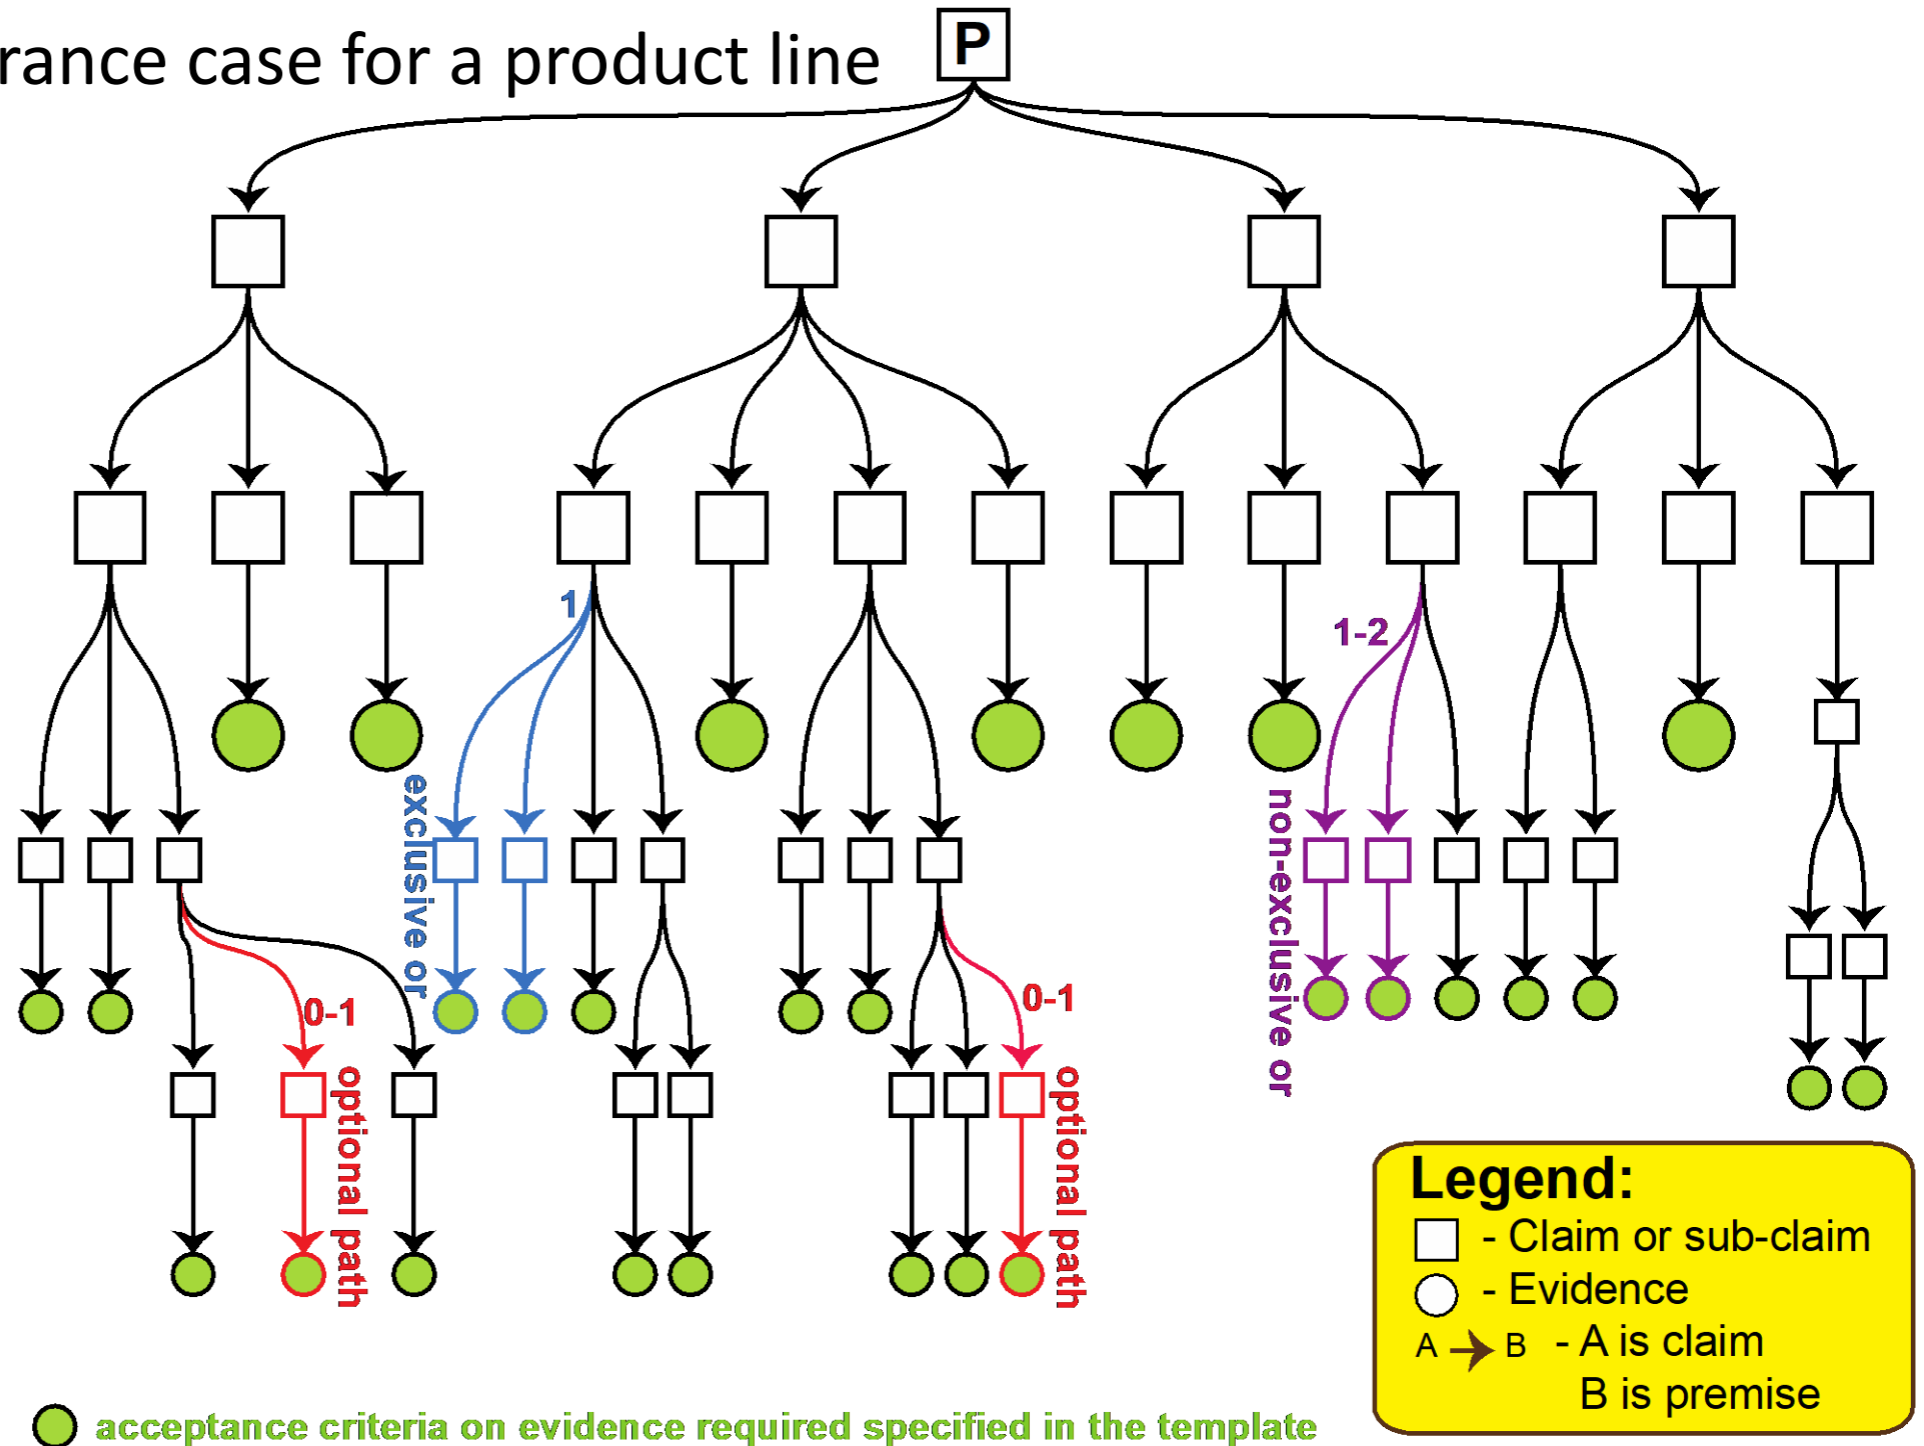 rance case for a product line
P
1
1-2
exclusive or
non-exclusive or
0-1
optional path
0-1
optional path
Legend:
- Claim or sub-claim
- Evidence
A B - A is claim
B is premise
acceptance criteria on evidence required specified in the template